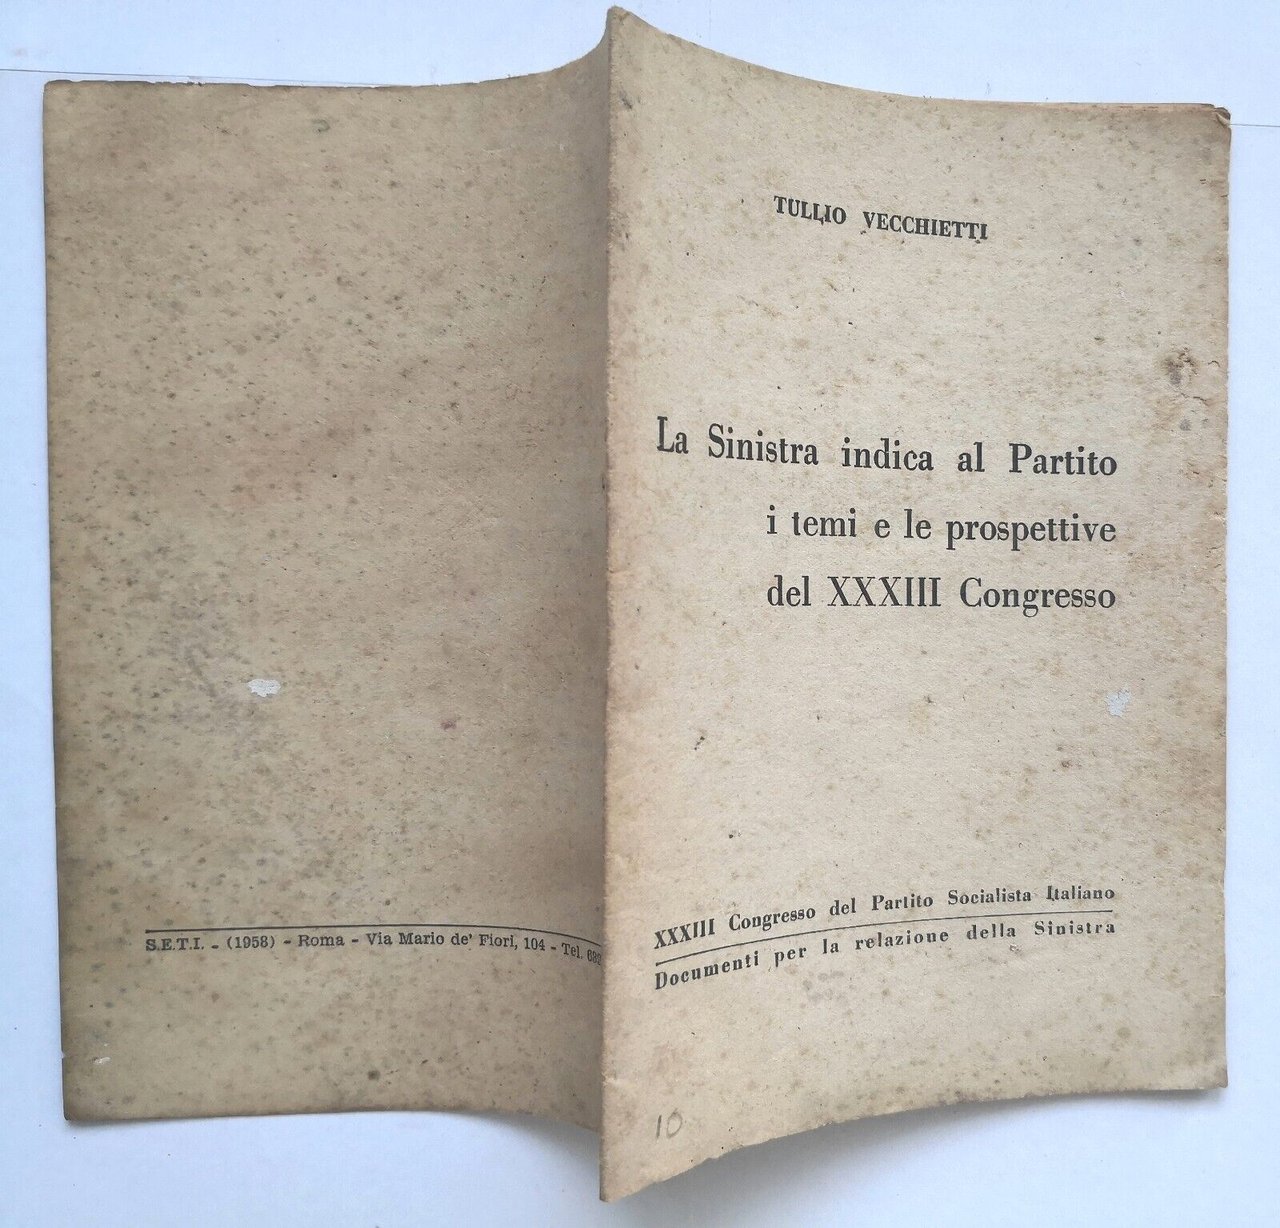 TULLIO VECCHIETTI
La Sinistra indica al Partito
i temi e le prospettive
del XXXIII Congresso
XXXIII Congresso del Partito Socialista Italiano
Documenti per la relazione della Sinistra
10
S.E.T.I. - (1958) - Roma - Via Mario de' Fiori, 104 - Tel.